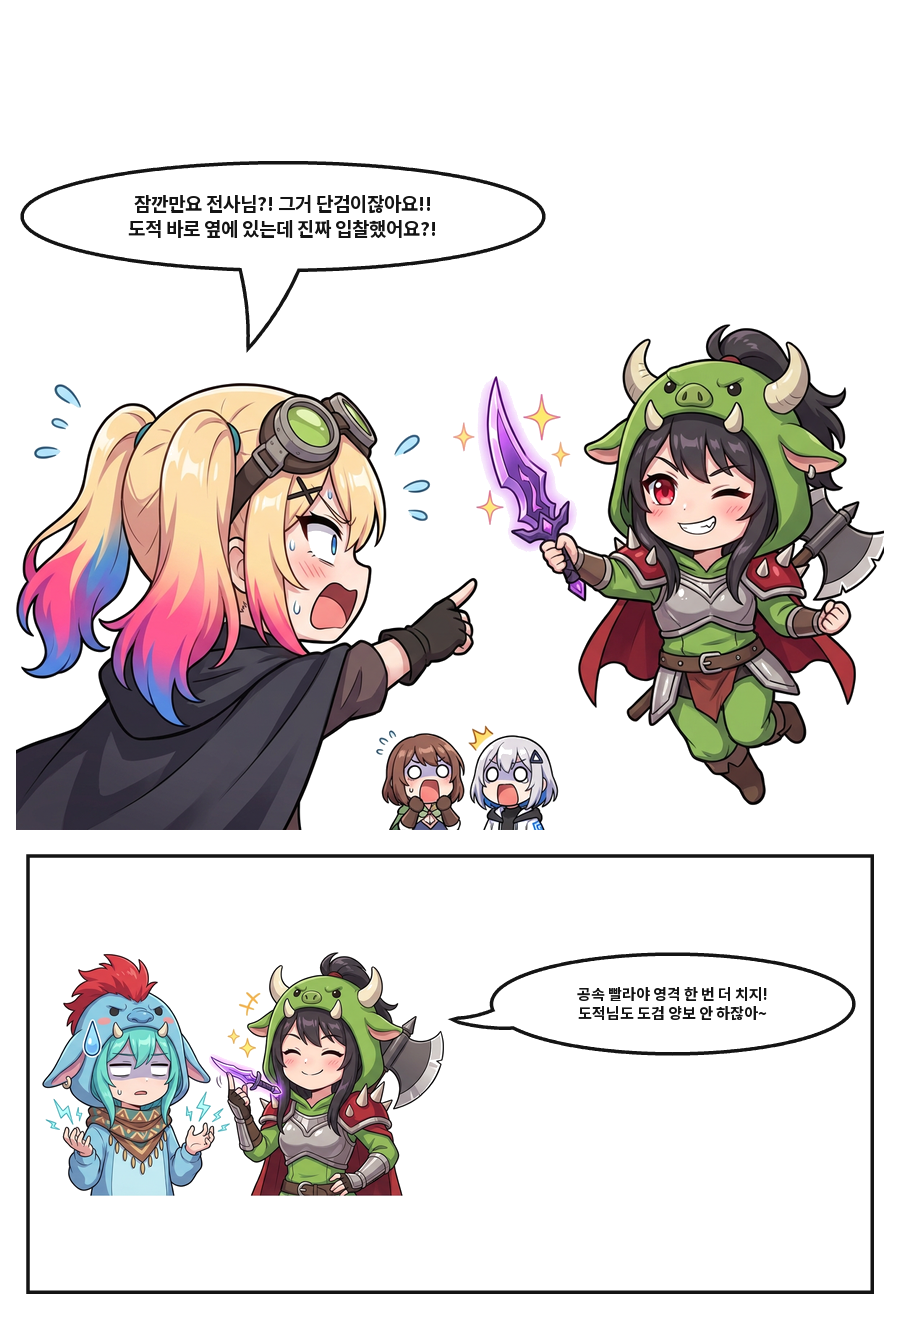 잠깐만요 전사님?! 그거 단검이잖아요!!
도적 바로 옆에 있는데 진짜 입찰했어요?!
공속 빨라야 영격 한 번 더 치지!
도적님도 도검 양보 안 하잖아~